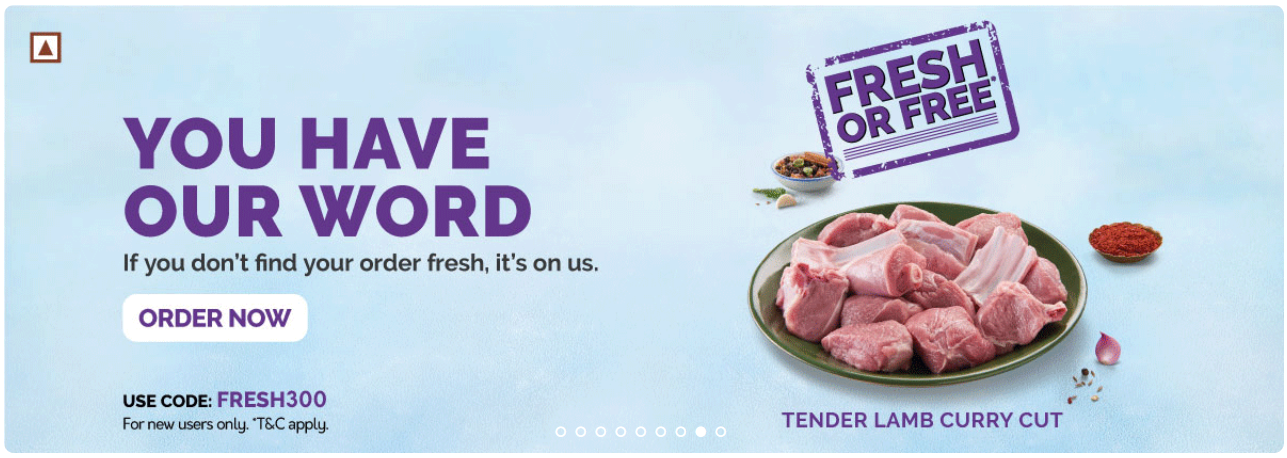 YOU HAVE
OUR WORD
If you don't find your order fresh, it's on us.
ORDER NOW
USE CODE: FRESH300
For new users only. *T&C apply.
FRESH
OR FREE*
TENDER LAMB CURRY CUT